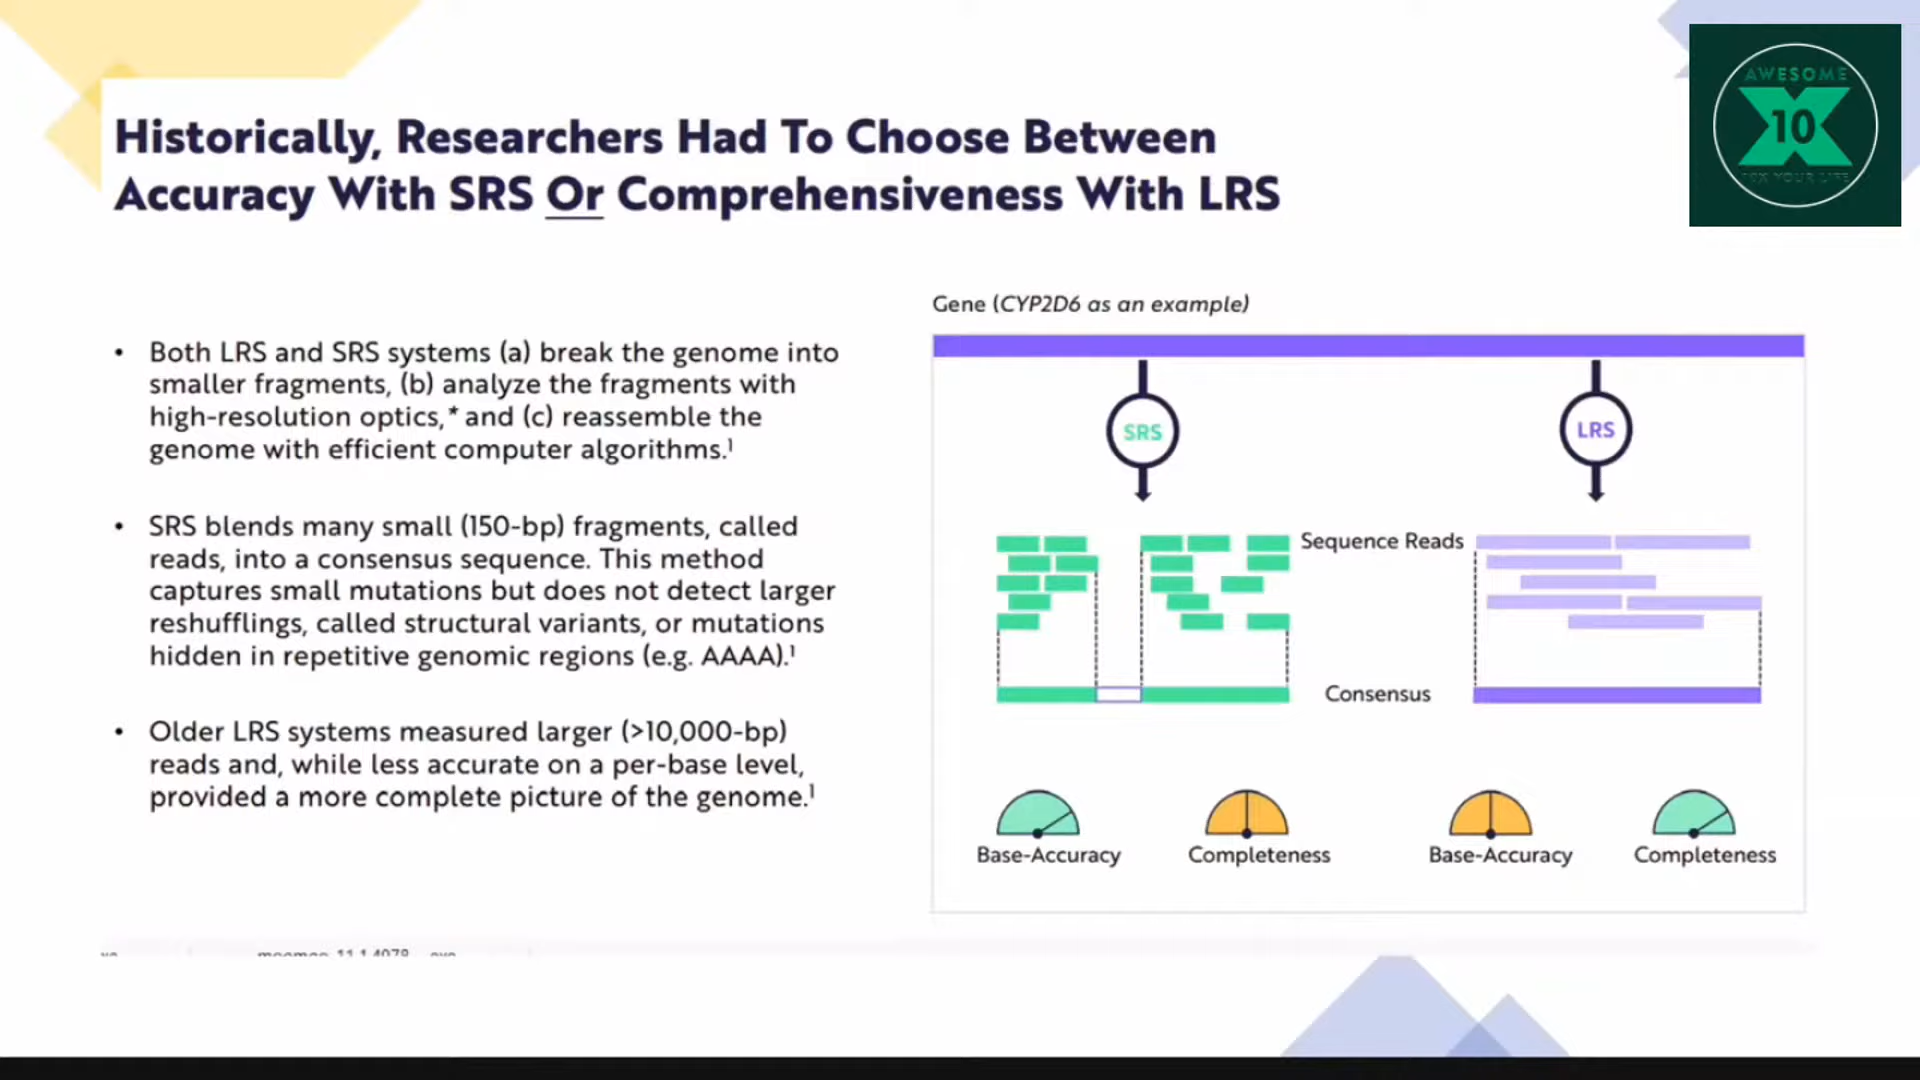 AWESOME
10
10X YOUR LIFE
Historically, Researchers Had To Choose Between
Accuracy With SRS Or Comprehensiveness With LRS
• Both LRS and SRS systems (a) break the genome into
smaller fragments, (b) analyze the fragments with
high-resolution optics,* and (c) reassemble the
genome with efficient computer algorithms.¹
• SRS blends many small (150-bp) fragments, called
reads, into a consensus sequence. This method
captures small mutations but does not detect larger
reshufflings, called structural variants, or mutations
hidden in repetitive genomic regions (e.g. AAAA).¹
• Older LRS systems measured larger (>10,000-bp)
reads and, while less accurate on a per-base level,
provided a more complete picture of the genome.¹
Gene (CYP2D6 as an example)
SRS
LRS
Sequence Reads
Consensus
Base-Accuracy
Completeness
Base-Accuracy
Completeness